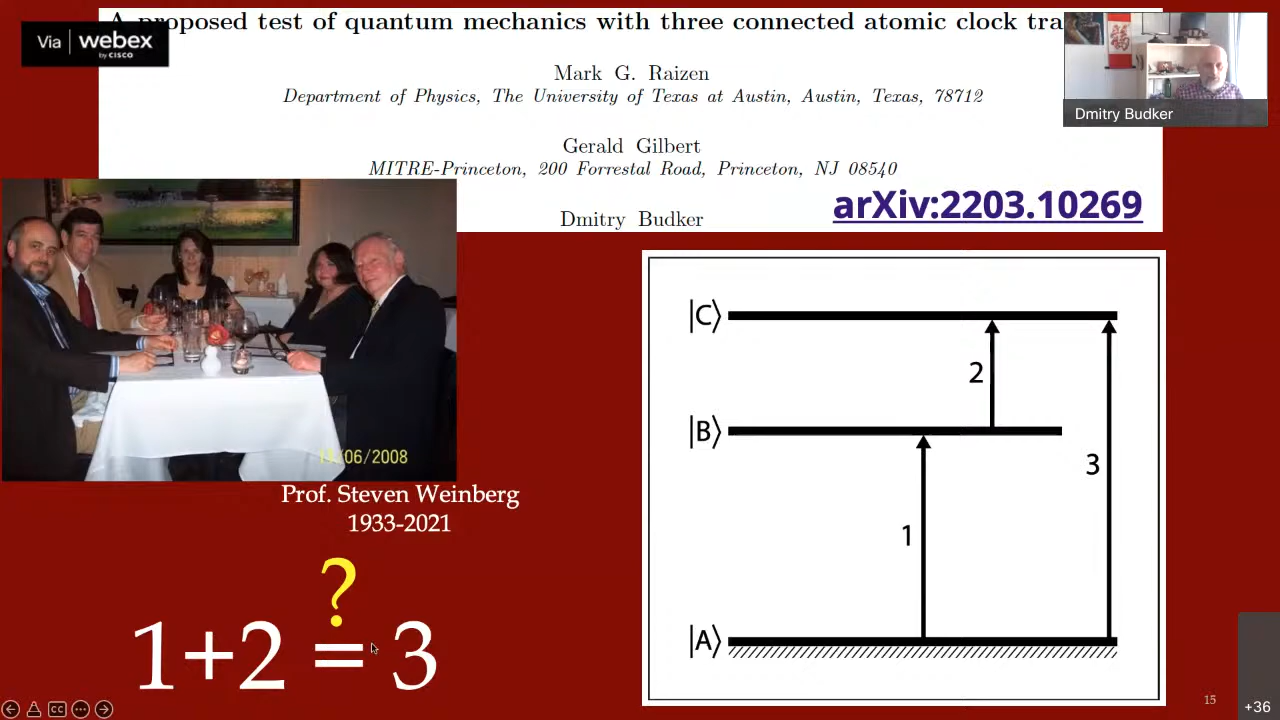 A proposed test of quantum mechanics with three connected atomic clock tra
Via webex
by CISCO
Mark G. Raizen
Department of Physics, The University of Texas at Austin, Austin, Texas, 78712
Dmitry Budker
Gerald Gilbert
MITRE-Princeton, 200 Forrestal Road, Princeton, NJ 08540
Dmitry Budker
arXiv:2203.10269
/06/2008
Prof. Steven Weinberg
1933-2021
?
1+2 = 3
|C⟩
2
|B⟩
3
1
|A⟩
15
CC
+36